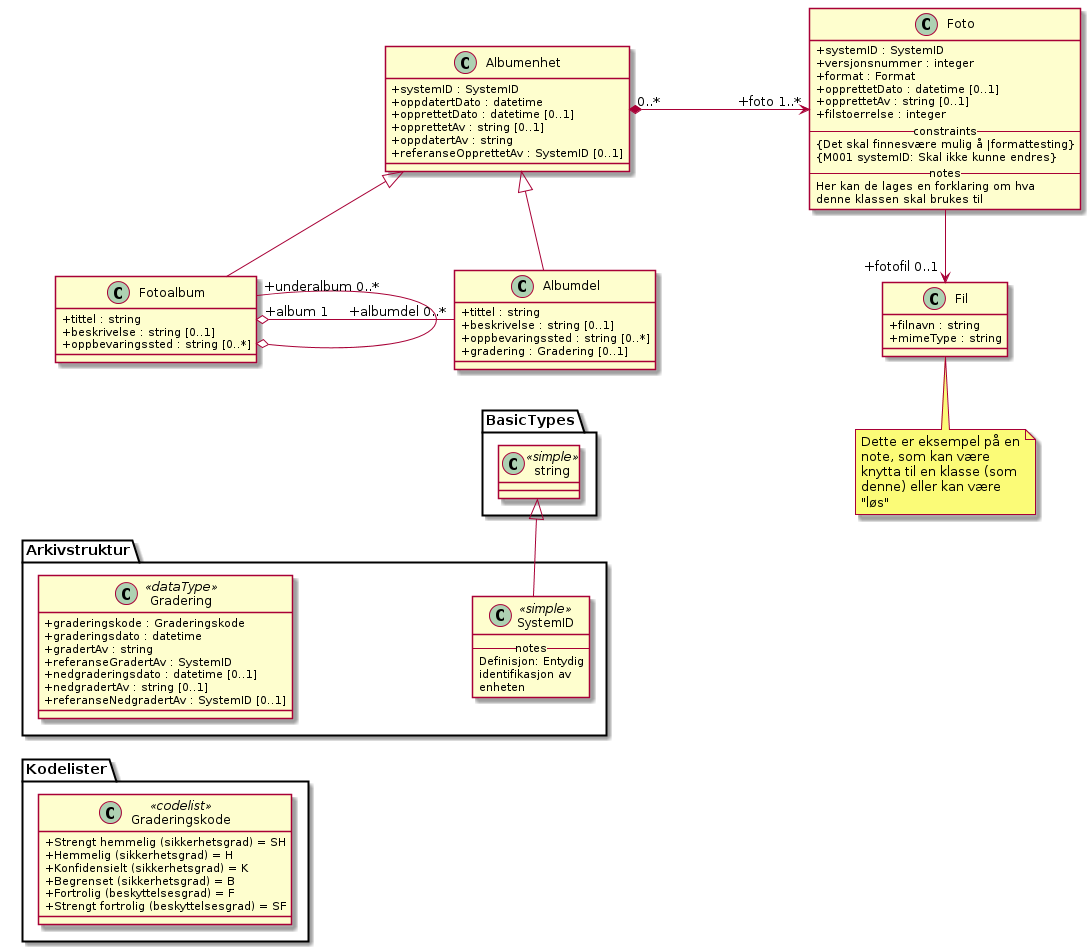 C Albumenhet
+systemID : SystemID
+oppdatertDato : datetime
+opprettetDato : datetime [0..1]
+opprettetAv : string [0..1]
+oppdatertAv : string
+referanseOpprettetAv : SystemID [0..1]
0..*
+foto 1..*
C Foto
+systemID : SystemID
+versjonsnummer : integer
+format : Format
+opprettetDato : datetime [0..1]
+opprettetAv : string [0..1]
+filstoerrelse : integer
constraints
{Det skal finnesvære mulig å |formattesting}
{M001 systemID: Skal ikke kunne endres}
notes
Her kan de lages en forklaring om hva
denne klassen skal brukes til
+fotofil 0..1
C Fotoalbum
+tittel : string
+beskrivelse : string [0..1]
+oppbevaringssted : string [0..*]
+underalbum 0..*
+album 1
+albumdel 0..*
C Albumdel
+tittel : string
+beskrivelse : string [0..1]
+oppbevaringssted : string [0..*]
+gradering : Gradering [0..1]
C Fil
+filnavn : string
+mimeType : string
Dette er eksempel på en
note, som kan være
knytta til en klasse (som
denne) eller kan være
"løs"
BasicTypes
C «simple»
string
Arkivstruktur
C «dataType»
Gradering
+graderingskode : Graderingskode
+graderingsdato : datetime
+gradertAv : string
+referanseGradertAv : SystemID
+nedgraderingsdato : datetime [0..1]
+nedgradertAv : string [0..1]
+referanseNedgradertAv : SystemID [0..1]
C «simple»
SystemID
notes
Definisjon: Entydig
identifikasjon av
enheten
Kodelister
C «codelist»
Graderingskode
+Strengt hemmelig (sikkerhetsgrad) = SH
+Hemmelig (sikkerhetsgrad) = H
+Konfidensielt (sikkerhetsgrad) = K
+Begrenset (sikkerhetsgrad) = B
+Fortrolig (beskyttelsesgrad) = F
+Strengt fortrolig (beskyttelsesgrad) = SF